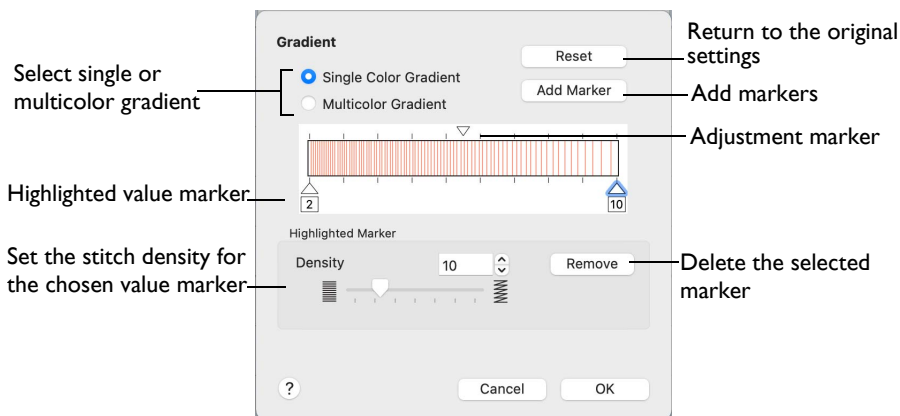 Gradient
Return to the original
settings
Reset
Select single or
multicolor gradient
Single Color Gradient
Add Marker
Add markers
Multicolor Gradient
Adjustment marker
Highlighted value marker
2
10
Highlighted Marker
Set the stitch density for
the chosen value marker
Density
10
Remove
Delete the selected
marker
?
Cancel
OK